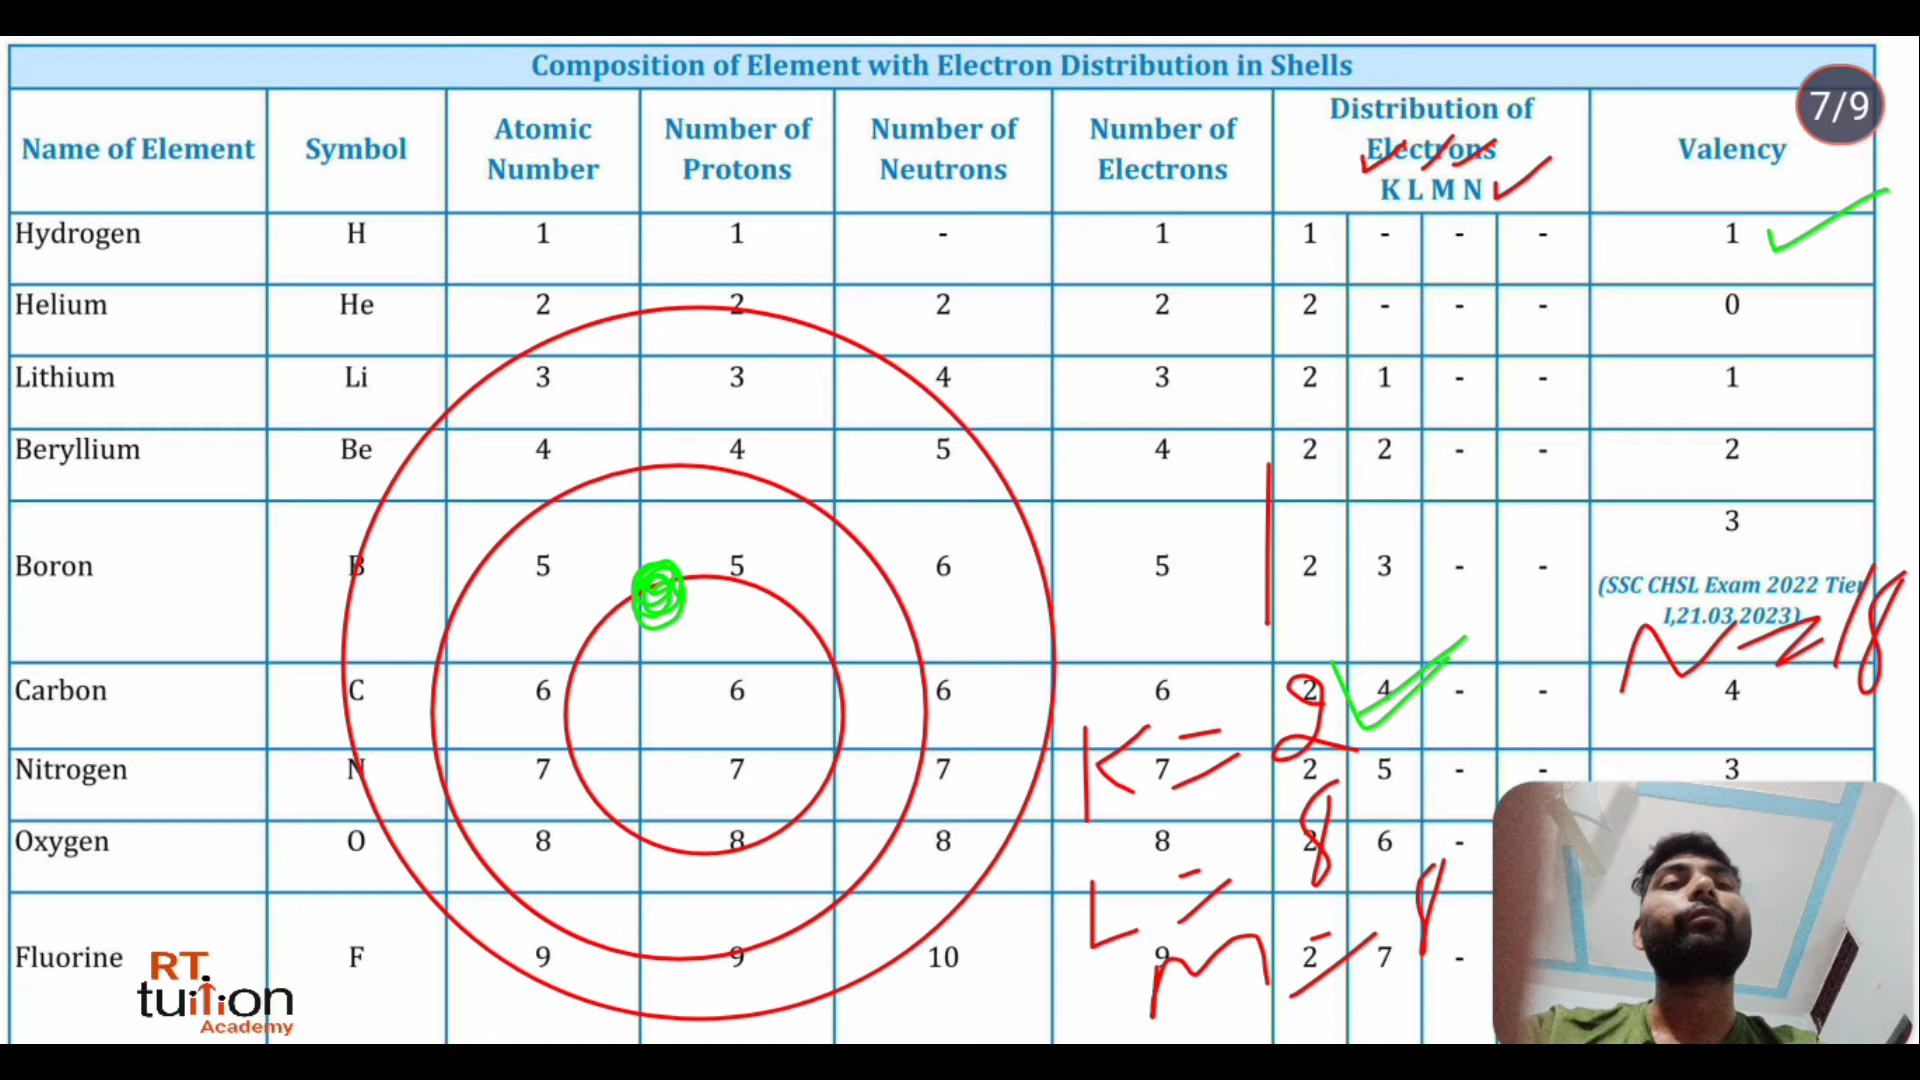 Composition of Element with Electron Distribution in Shells
7/9
Name of Element Symbol Atomic Number Number of Protons Number of Neutrons Number of Electrons Distribution of Electrons K L M N Valency
Hydrogen H 1 1 - 1 1 - - - 1
Helium He 2 2 2 2 2 - - - 0
Lithium Li 3 3 4 3 2 1 - - 1
Beryllium Be 4 4 5 4 2 2 - - 2
Boron B 5 5 6 5 2 3 - - 3
(SSC CHSL Exam 2022 Tier
I,21.03.2023)
N = 18
Carbon C 6 6 6 6 2 4 - - 4
K = 2
Nitrogen N 7 7 7 7 2 5 - - 3
Oxygen O 8 8 8 8 2 6 -
L = 8
Fluorine F 9 9 10 9 2 7 -
m =
RT
tuition
Academy